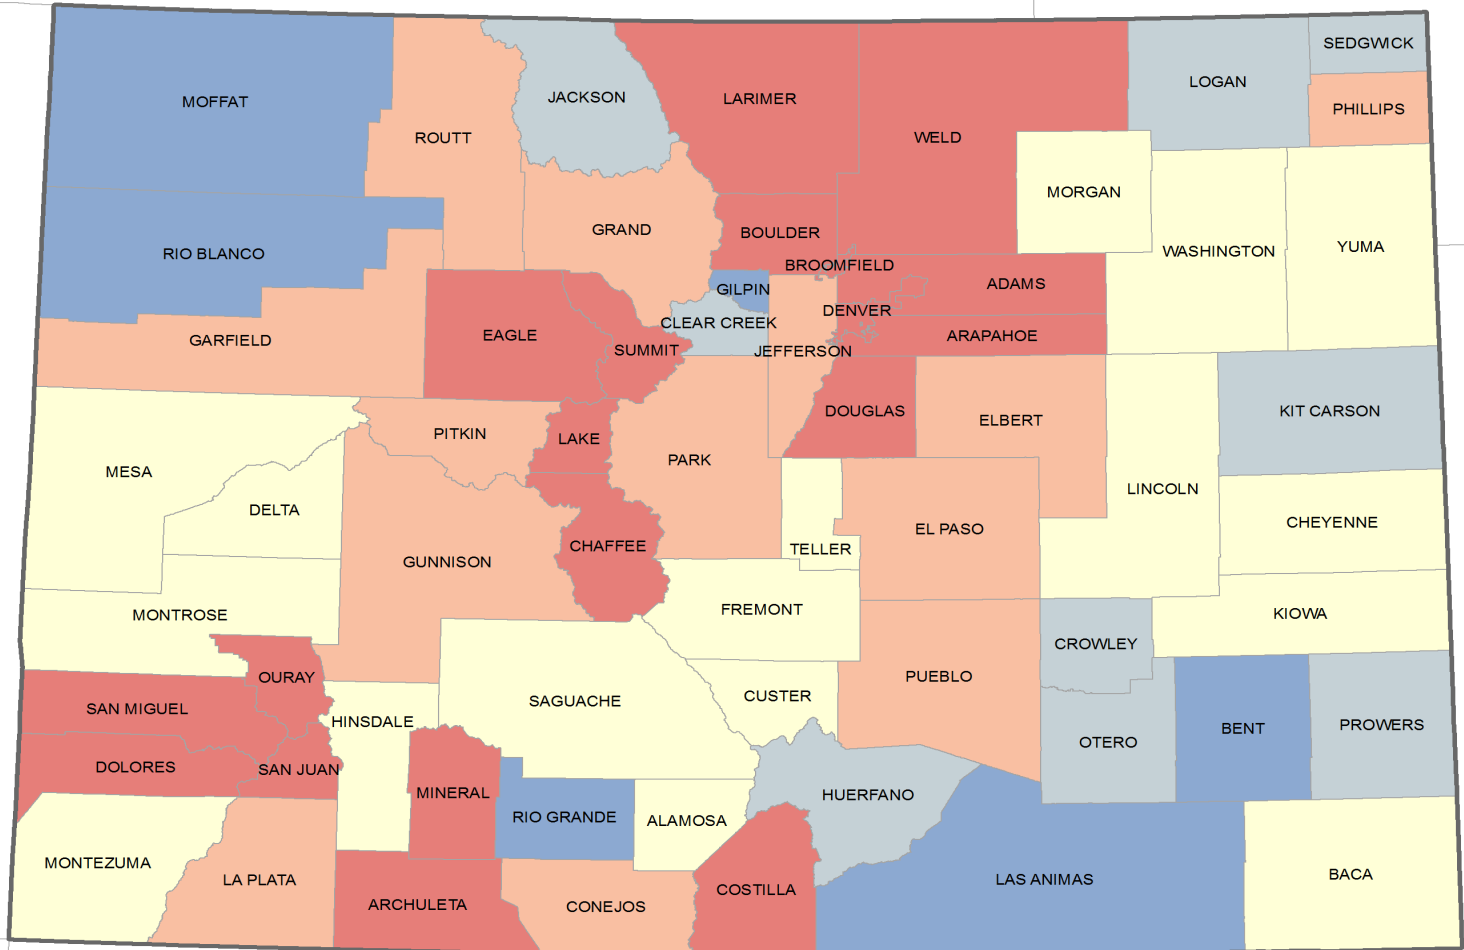 SEDGWICK
LOGAN
JACKSON
LARIMER
MOFFAT
PHILLIPS
ROUTT
WELD
MORGAN
GRAND
BOULDER
YUMA
WASHINGTON
RIO BLANCO
BROOMFIELD
ADAMS
GILPIN
DENVER
CLEAR CREEK
EAGLE
ARAPAHOE
GARFIELD
SUMMIT
JEFFERSON
DOUGLAS
KIT CARSON
ELBERT
PITKIN
LAKE
PARK
MESA
LINCOLN
DELTA
CHEYENNE
EL PASO
CHAFFEE
TELLER
GUNNISON
FREMONT
KIOWA
MONTROSE
CROWLEY
OURAY
PUEBLO
CUSTER
SAGUACHE
SAN MIGUEL
HINSDALE
PROWERS
BENT
OTERO
DOLORES
SAN JUAN
MINERAL
HUERFANO
RIO GRANDE
ALAMOSA
MONTEZUMA
BACA
LA PLATA
LAS ANIMAS
COSTILLA
ARCHULETA
CONEJOS